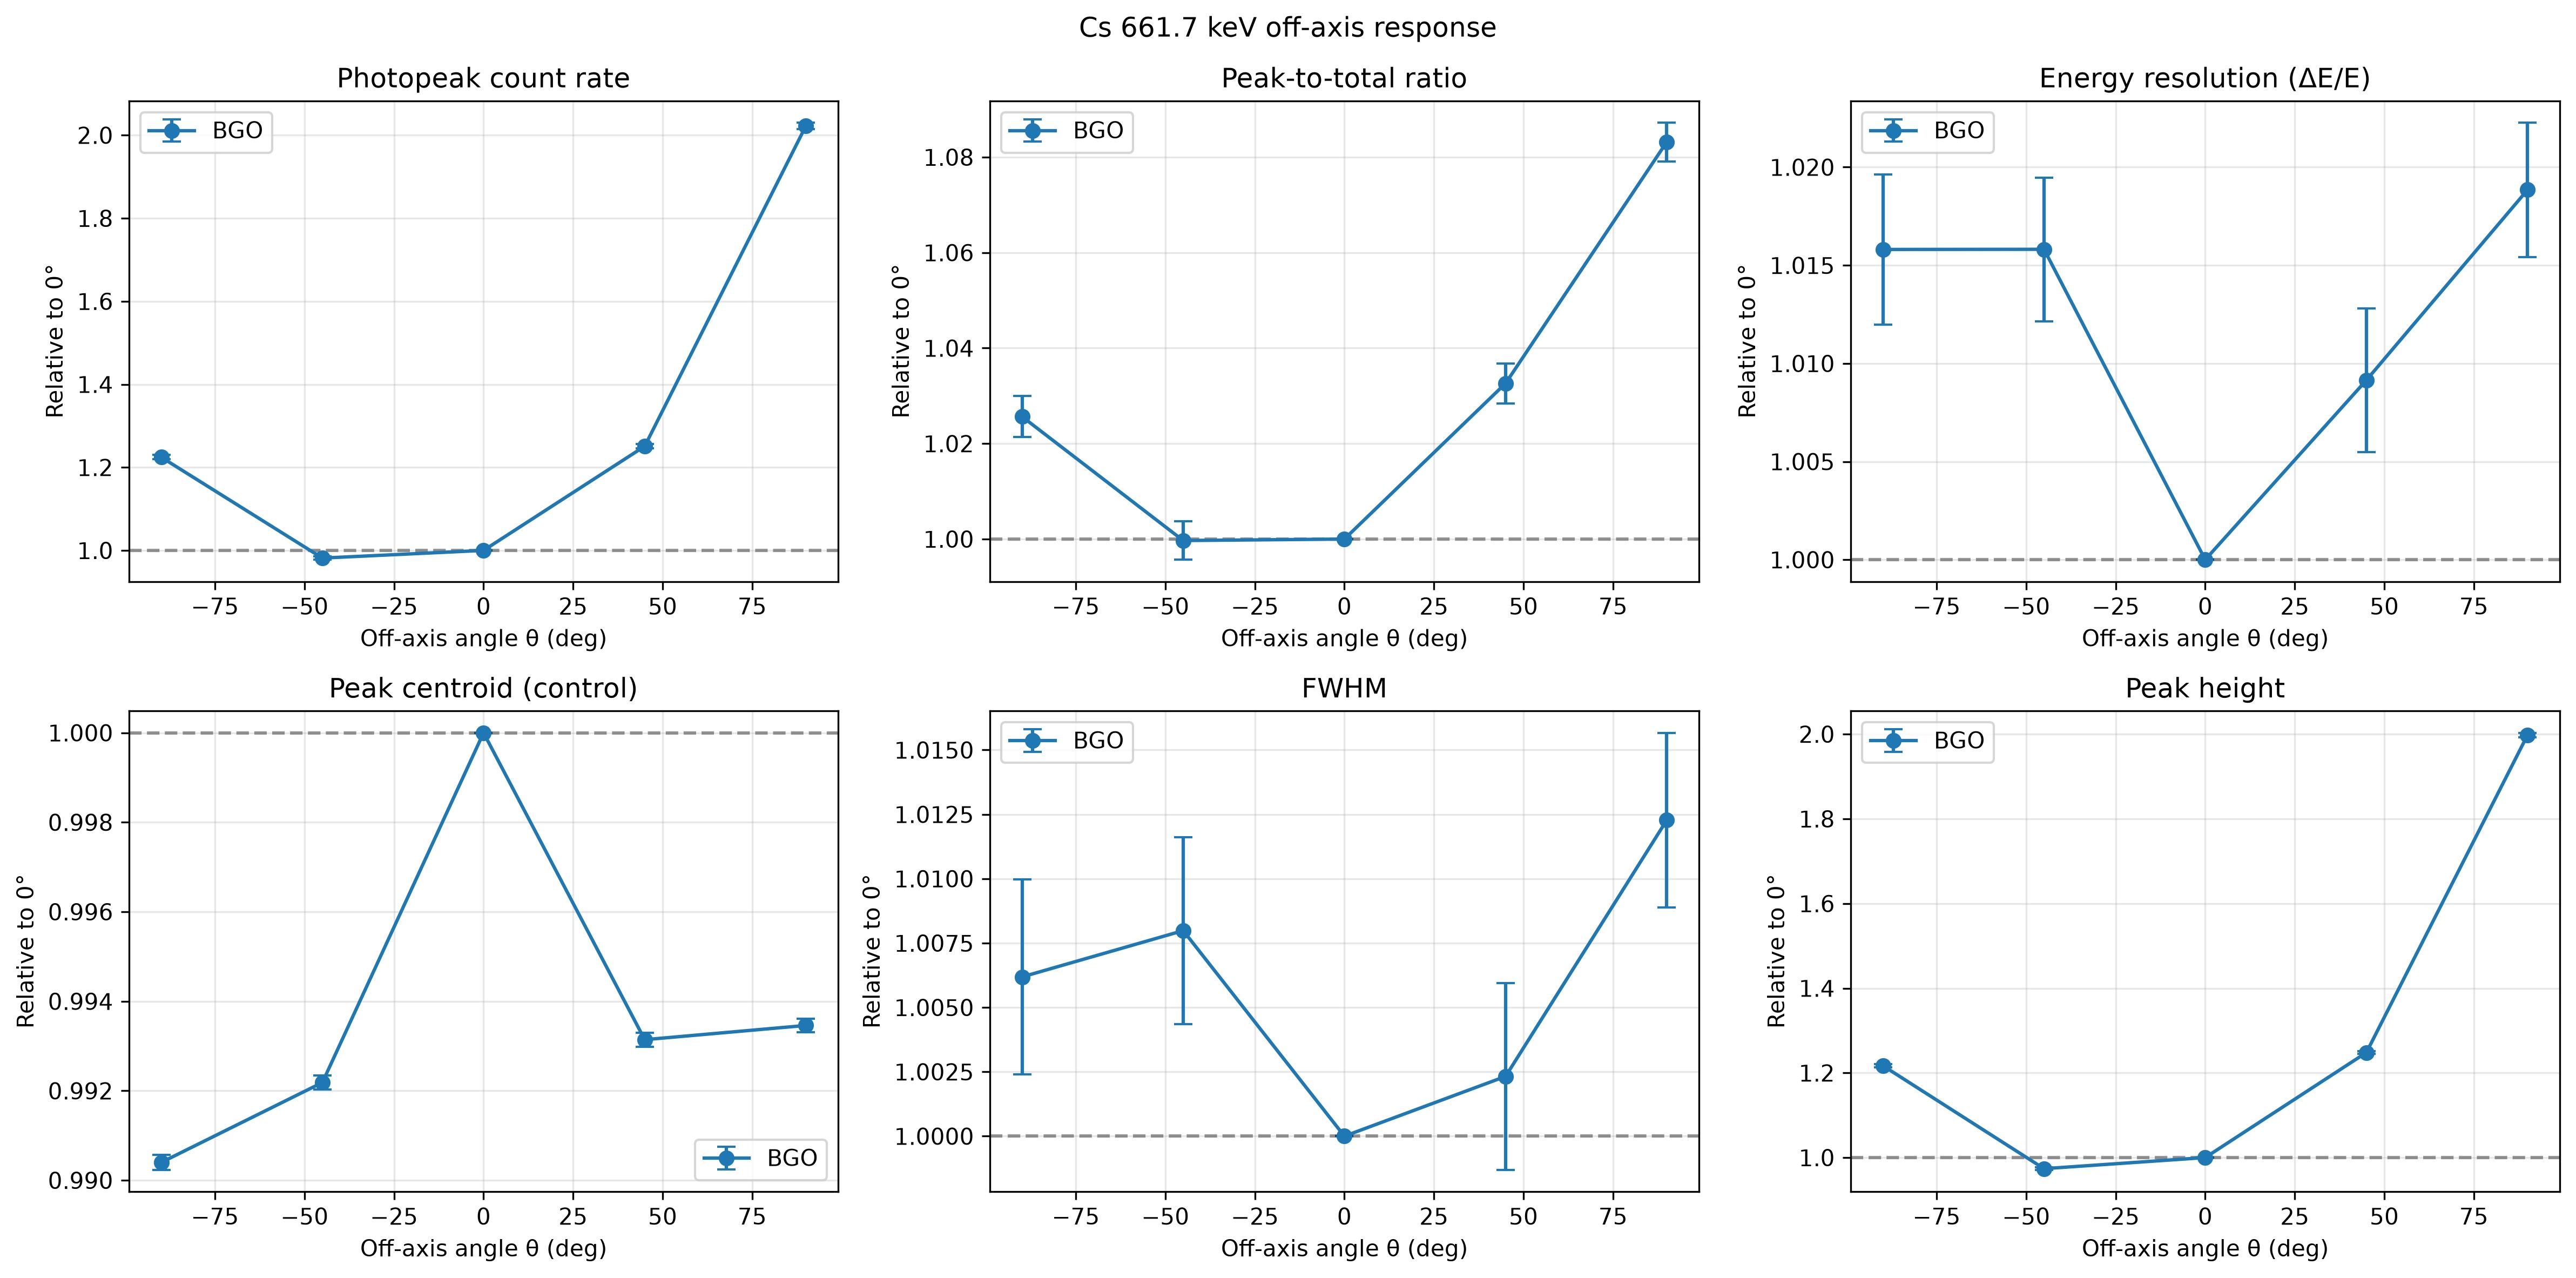 Cs 661.7 keV off-axis response
Photopeak count rate
Relative to 0°
2.0
1.8
1.6
1.4
1.2
1.0
BGO
−75 −50 −25 0 25 50 75
Off-axis angle θ (deg)
Peak-to-total ratio
Relative to 0°
1.08
1.06
1.04
1.02
1.00
BGO
−75 −50 −25 0 25 50 75
Off-axis angle θ (deg)
Energy resolution (ΔE/E)
Relative to 0°
1.020
1.015
1.010
1.005
1.000
BGO
−75 −50 −25 0 25 50 75
Off-axis angle θ (deg)
Peak centroid (control)
Relative to 0°
1.000
0.998
0.996
0.994
0.992
0.990
BGO
−75 −50 −25 0 25 50 75
Off-axis angle θ (deg)
FWHM
Relative to 0°
1.0150
1.0125
1.0100
1.0075
1.0050
1.0025
1.0000
BGO
−75 −50 −25 0 25 50 75
Off-axis angle θ (deg)
Peak height
Relative to 0°
2.0
1.8
1.6
1.4
1.2
1.0
BGO
−75 −50 −25 0 25 50 75
Off-axis angle θ (deg)